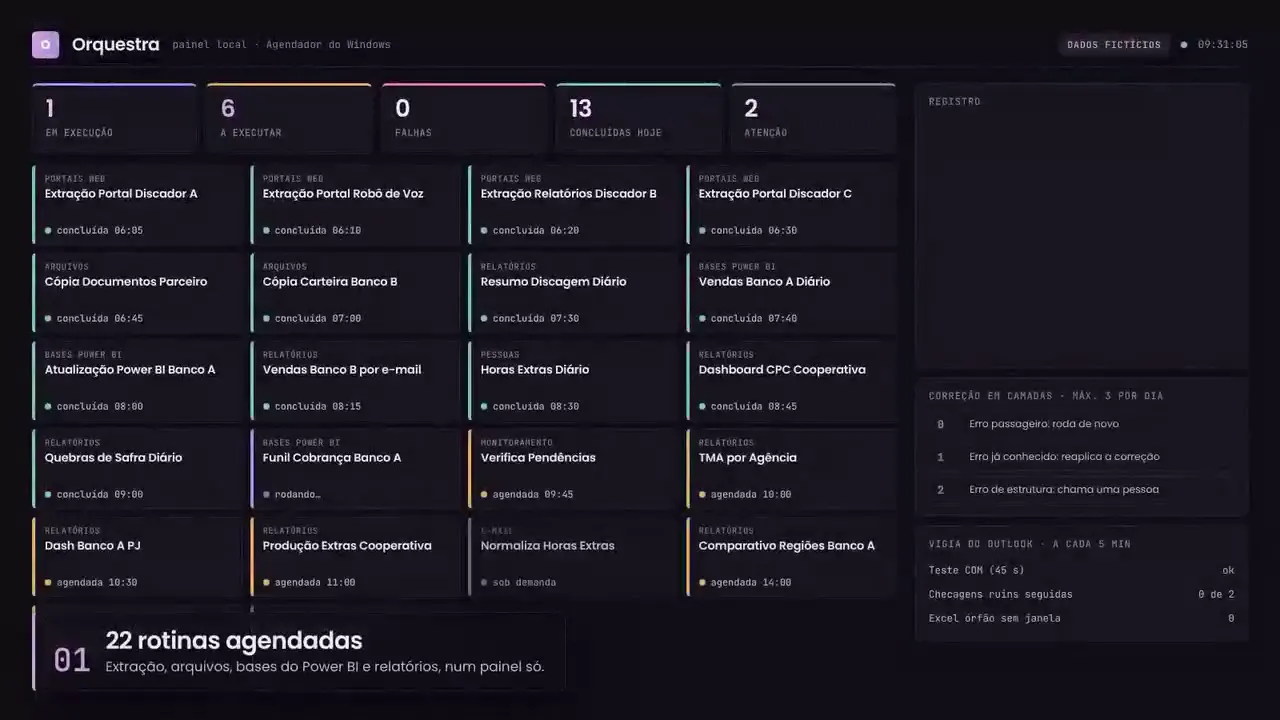 Orquestra
painel local · Agendador do Windows
DADOS FICTÍCIOS
09:31:05
1
EM EXECUÇÃO
6
A EXECUTAR
0
FALHAS
13
CONCLUÍDAS HOJE
2
ATENÇÃO
PORTAIS WEB
Extração Portal Discador A
concluída 06:05
PORTAIS WEB
Extração Portal Robô de Voz
concluída 06:10
PORTAIS WEB
Extração Relatórios Discador B
concluída 06:20
PORTAIS WEB
Extração Portal Discador C
concluída 06:30
ARQUIVOS
Cópia Documentos Parceiro
concluída 06:45
ARQUIVOS
Cópia Carteira Banco B
concluída 07:00
RELATÓRIOS
Resumo Discagem Diário
concluída 07:30
BASES POWER BI
Vendas Banco A Diário
concluída 07:40
BASES POWER BI
Atualização Power BI Banco A
concluída 08:00
RELATÓRIOS
Vendas Banco B por e-mail
concluída 08:15
PESSOAS
Horas Extras Diário
concluída 08:30
RELATÓRIOS
Dashboard CPC Cooperativa
concluída 08:45
RELATÓRIOS
Quebras de Safra Diário
concluída 09:00
BASES POWER BI
Funil Cobrança Banco A
rodando…
MONITORAMENTO
Verifica Pendências
agendada 09:45
RELATÓRIOS
TMA por Agência
agendada 10:00
RELATÓRIOS
Dash Banco A PJ
agendada 10:30
RELATÓRIOS
Produção Extras Cooperativa
agendada 11:00
E-MAIL
Normaliza Horas Extras
sob demanda
RELATÓRIOS
Comparativo Regiões Banco A
agendada 14:00
01
22 rotinas agendadas
Extração, arquivos, bases do Power BI e relatórios, num painel só.
REGISTRO
CORREÇÃO EM CAMADAS · MÁX. 3 POR DIA
0 Erro passageiro: roda de novo
1 Erro já conhecido: reaplica a correção
2 Erro de estrutura: chama uma pessoa
VIGIA DO OUTLOOK · A CADA 5 MIN
Teste COM (45 s) ok
Checagens ruins seguidas 0 de 2
Excel órfão sem janela 0